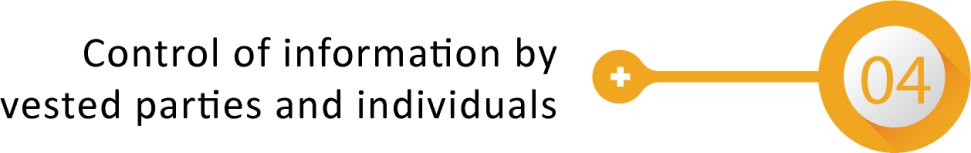 Control of information by
vested parties and individuals
04